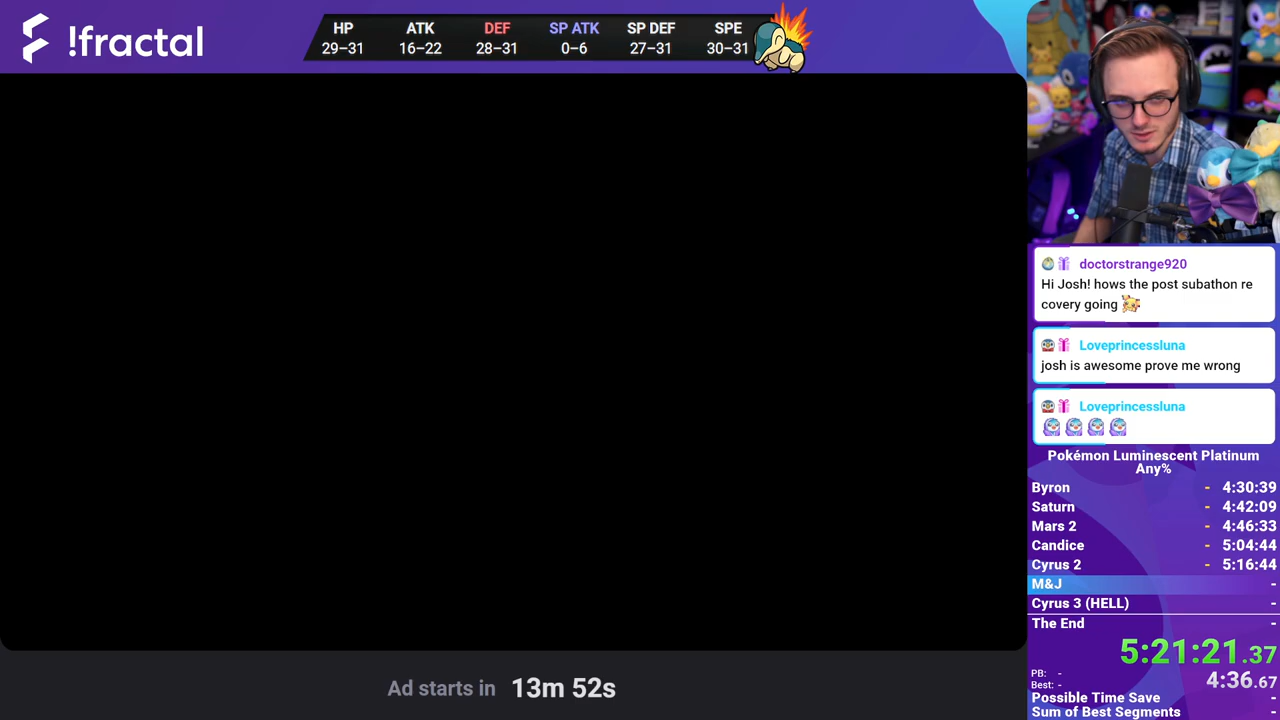 !fractal
HP ATK DEF SP ATK SP DEF SPE
29–31 16–22 28–31 0–6 27–31 30–31
doctorstrange920
Hi Josh! hows the post subathon re
covery going
Loveprincessluna
josh is awesome prove me wrong
Loveprincessluna
Pokémon Luminescent Platinum
Any%
Byron - 4:30:39
Saturn - 4:42:09
Mars 2 - 4:46:33
Candice - 5:04:44
Cyrus 2 - 5:16:44
M&J -
Cyrus 3 (HELL) -
The End -
5:21:21.37
PB: -
Best: -
4:36.67
Possible Time Save -
Sum of Best Segments -
Ad starts in 13m 52s